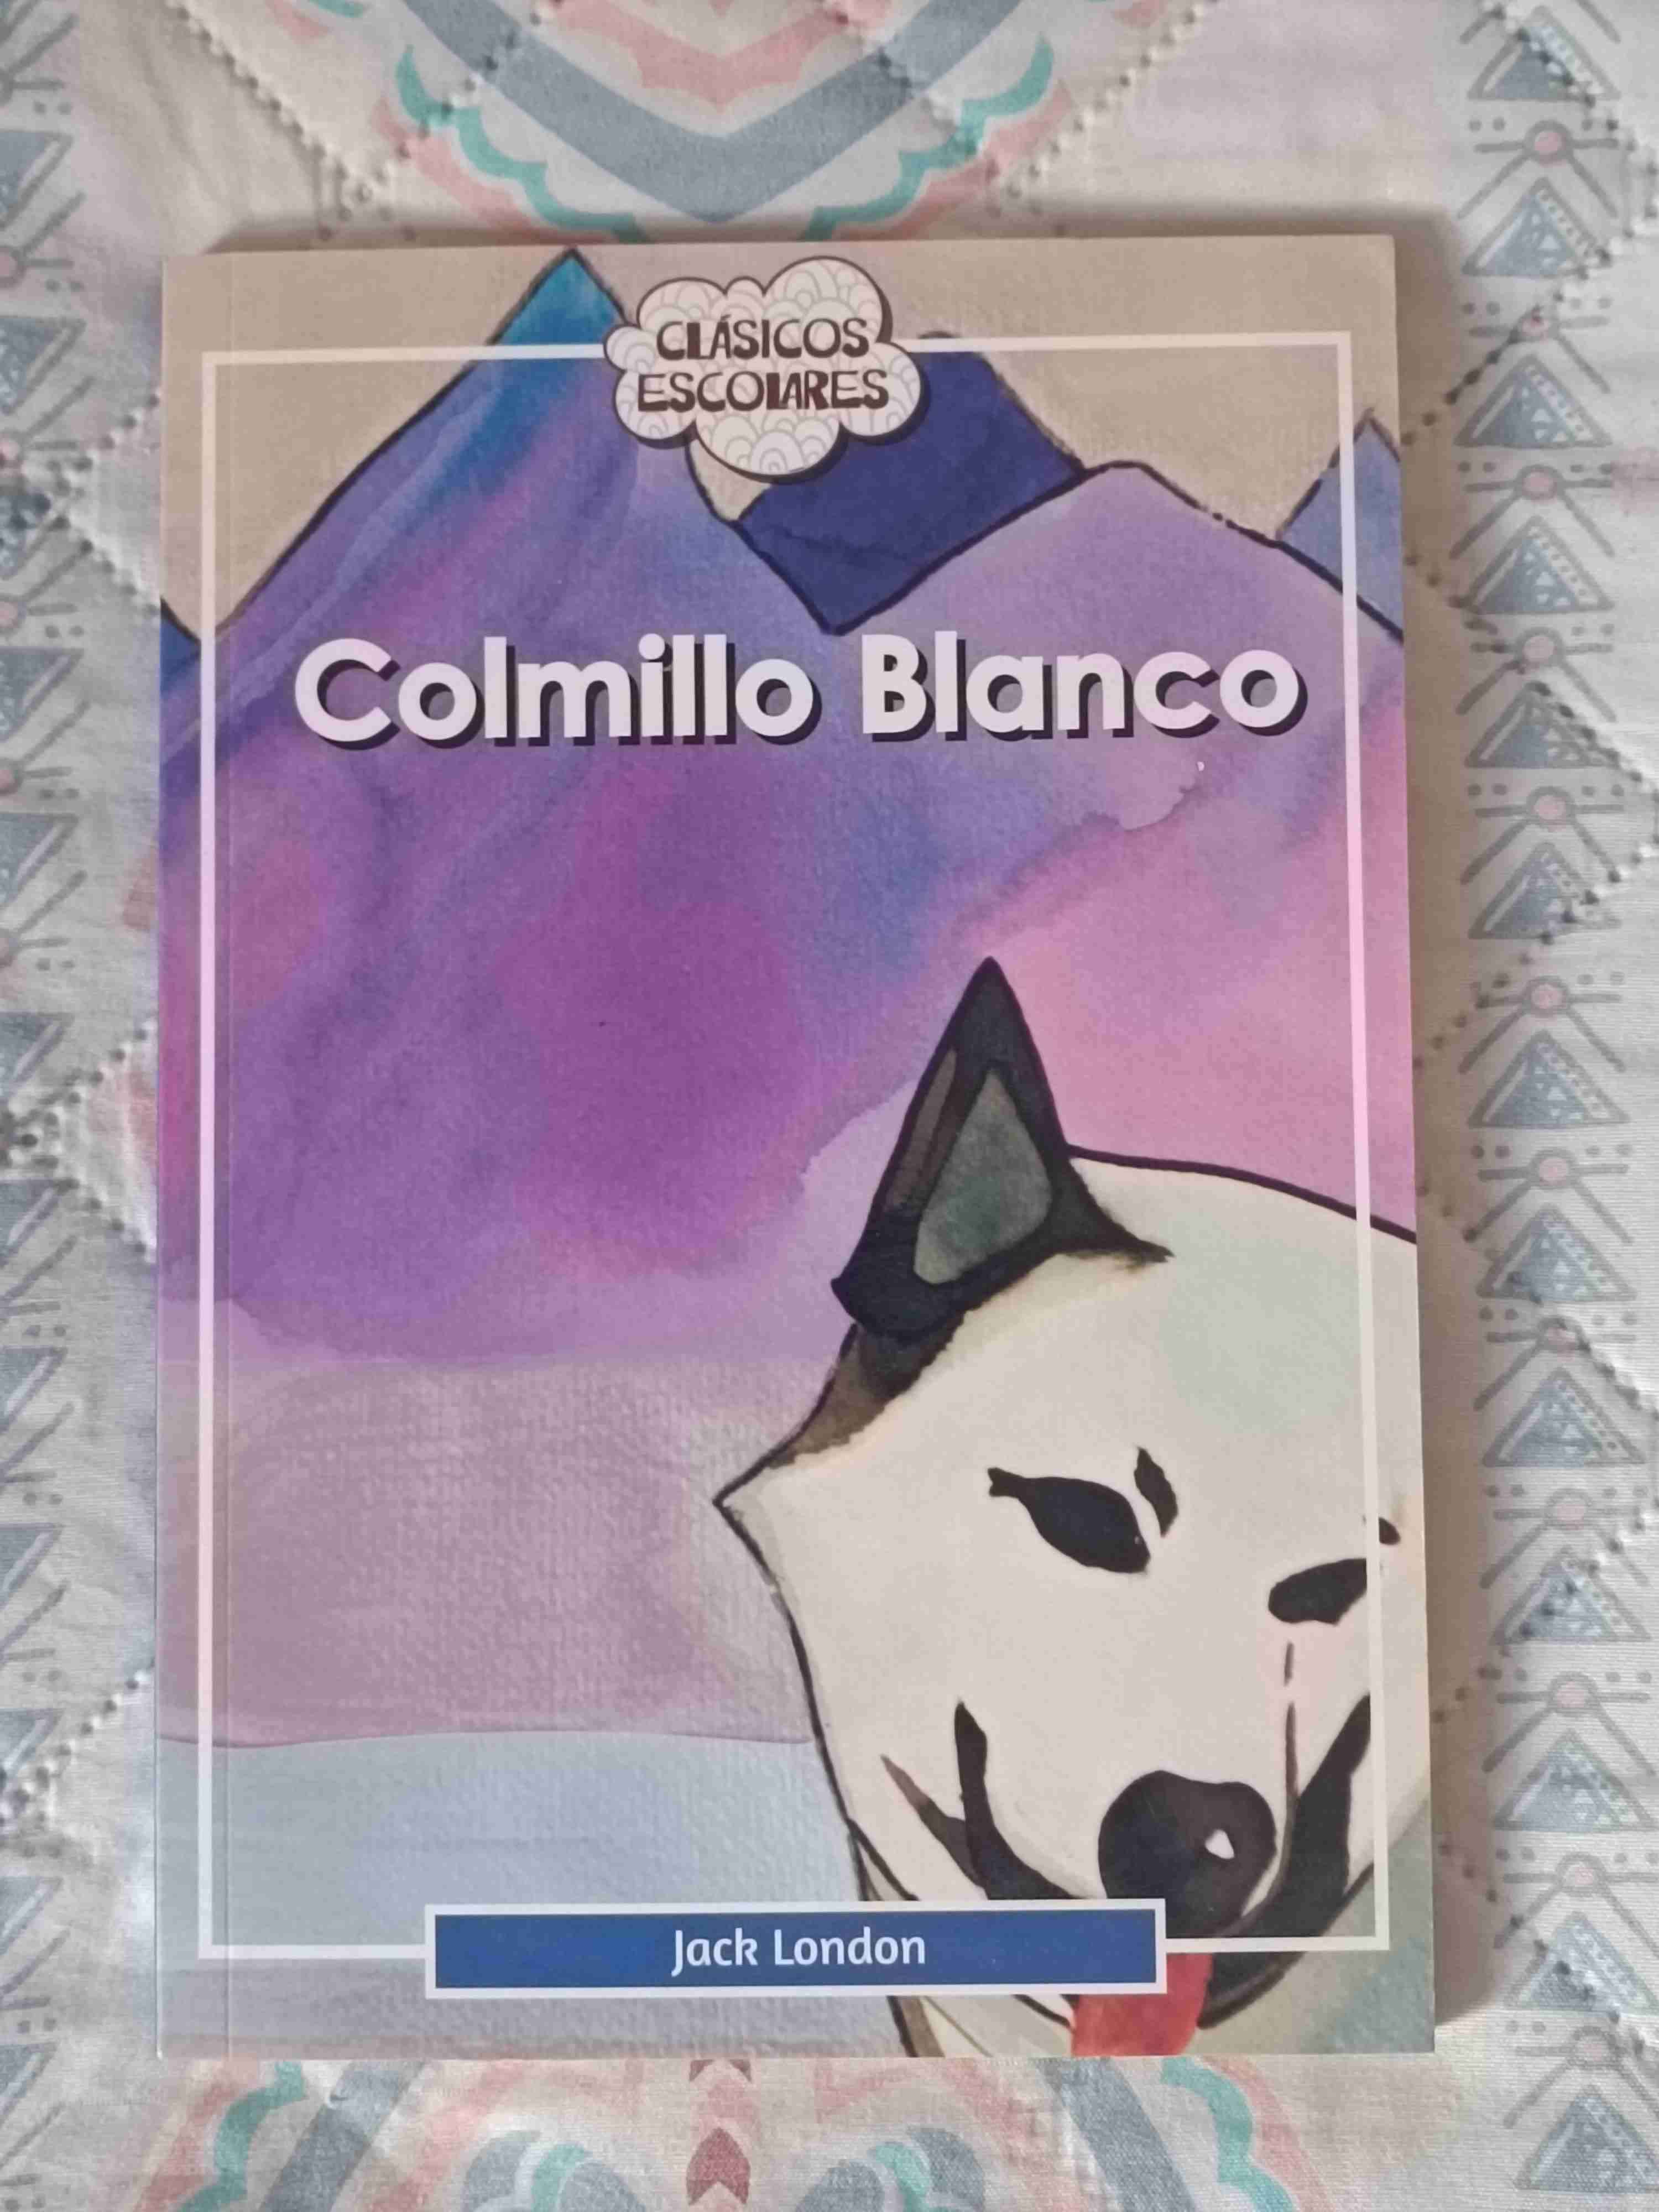 CLÁSICOS
ESCOLARES
Colmillo Blanco
Jack London